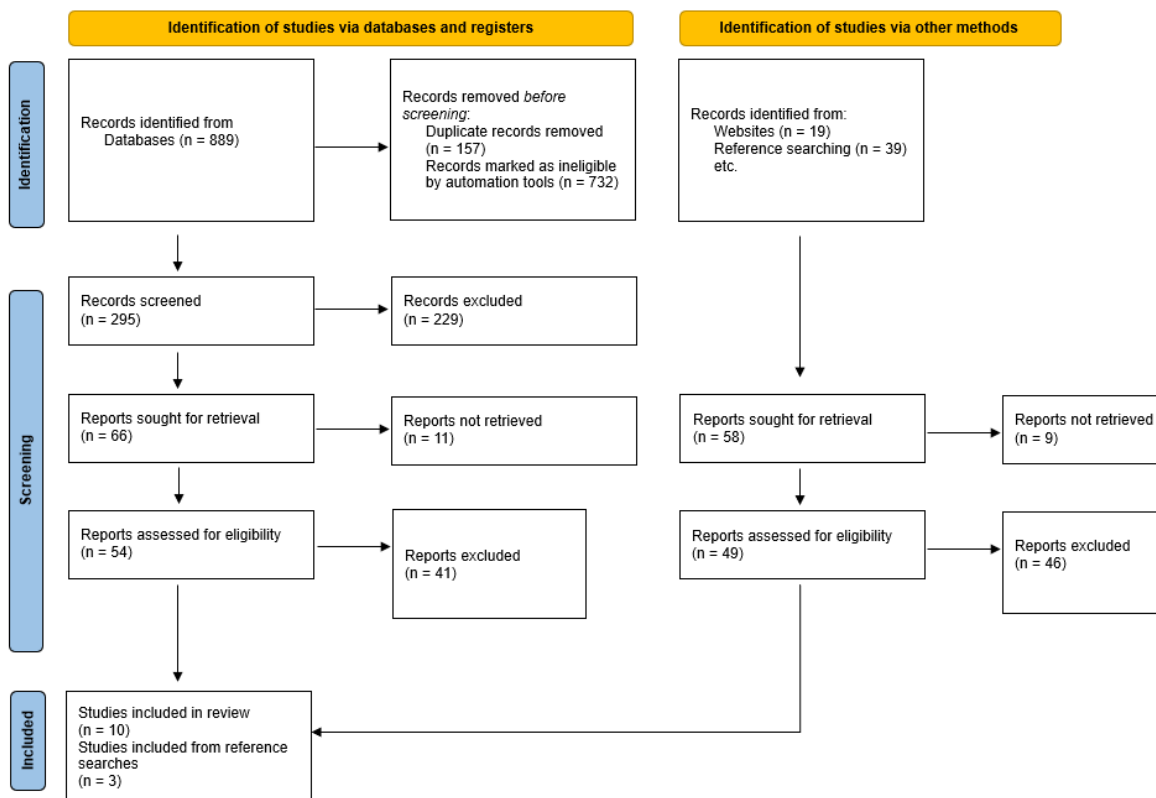 Identification of studies via databases and registers
Identification of studies via other methods
Identification
Records identified from
Databases (n = 889)
Records removed before
screening:
Duplicate records removed
(n = 157)
Records marked as ineligible
by automation tools (n = 732)
Records identified from:
Websites (n = 19)
Reference searching (n = 39)
etc.
Screening
Records screened
(n = 295)
Records excluded
(n = 229)
Reports sought for retrieval
(n = 66)
Reports not retrieved
(n = 11)
Reports sought for retrieval
(n = 58)
Reports not retrieved
(n = 9)
Reports assessed for eligibility
(n = 54)
Reports excluded
(n = 41)
Reports assessed for eligibility
(n = 49)
Reports excluded
(n = 46)
Included
Studies included in review
(n = 10)
Studies included from reference
searches
(n = 3)